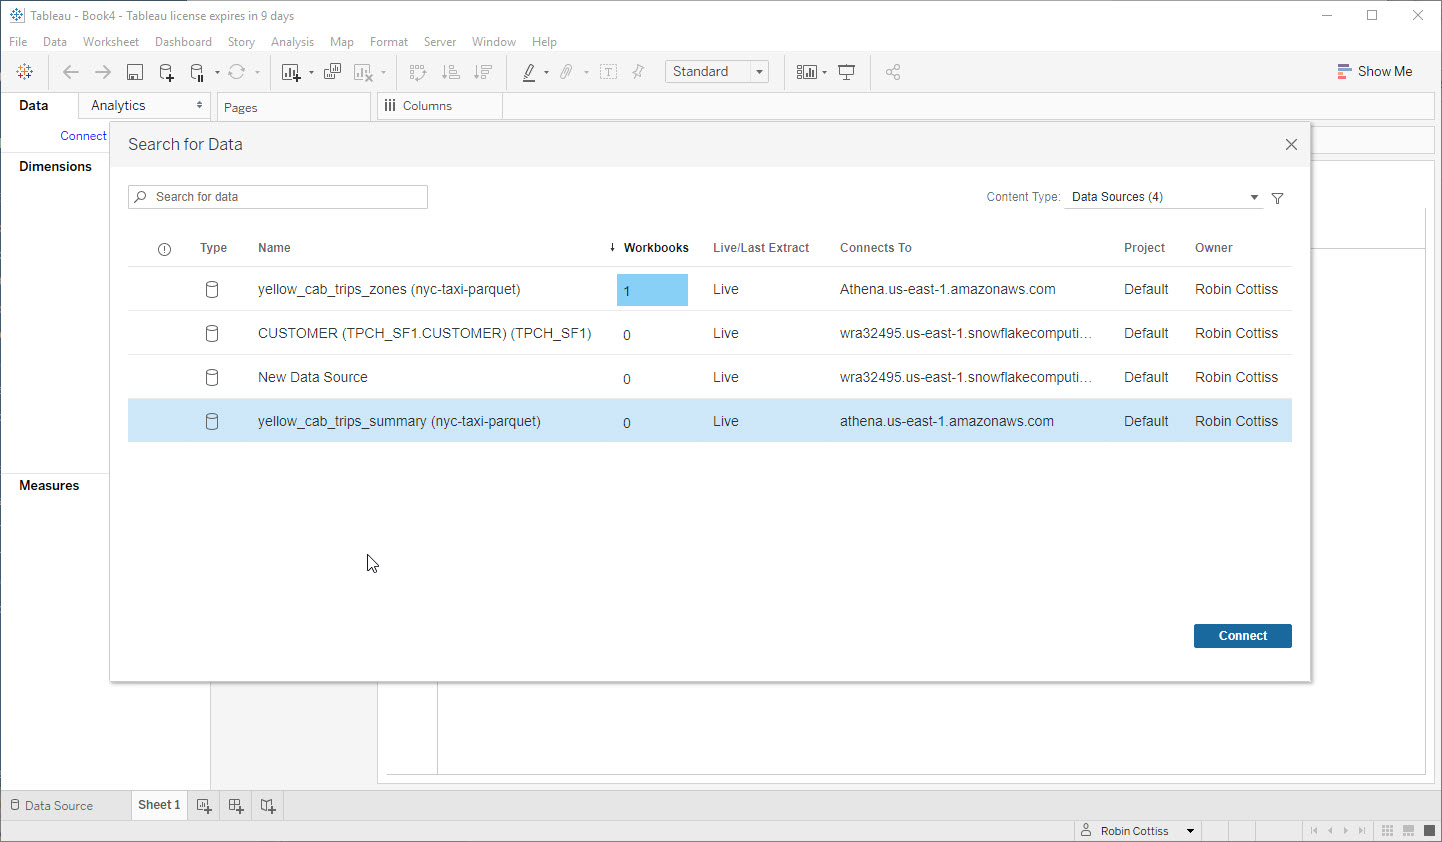 Tableau - Book4 - Tableau license expires in 9 days
File Data Worksheet Dashboard Story Analysis Map Format Server Window Help
Standard Show Me
Data Analytics Pages Columns
Connect
Dimensions
Search for Data
Search for data Content Type: Data Sources (4)
Type Name ↓ Workbooks Live/Last Extract Connects To Project Owner
yellow_cab_trips_zones (nyc-taxi-parquet) 1 Live Athena.us-east-1.amazonaws.com Default Robin Cottiss
CUSTOMER (TPCH_SF1.CUSTOMER) (TPCH_SF1) 0 Live wra32495.us-east-1.snowflakecomputi... Default Robin Cottiss
New Data Source 0 Live wra32495.us-east-1.snowflakecomputi... Default Robin Cottiss
yellow_cab_trips_summary (nyc-taxi-parquet) 0 Live athena.us-east-1.amazonaws.com Default Robin Cottiss
Measures
Connect
Data Source Sheet 1
Robin Cottiss